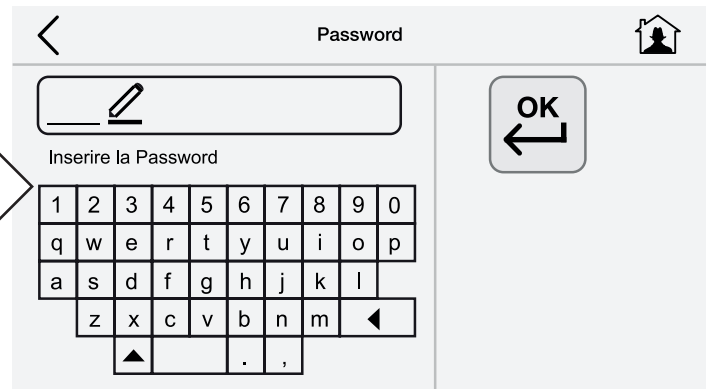 Password
OK
Inserire la Password
1 2 3 4 5 6 7 8 9 0
q w e r t y u i o p
a s d f g h j k l
z x c v b n m
. ,